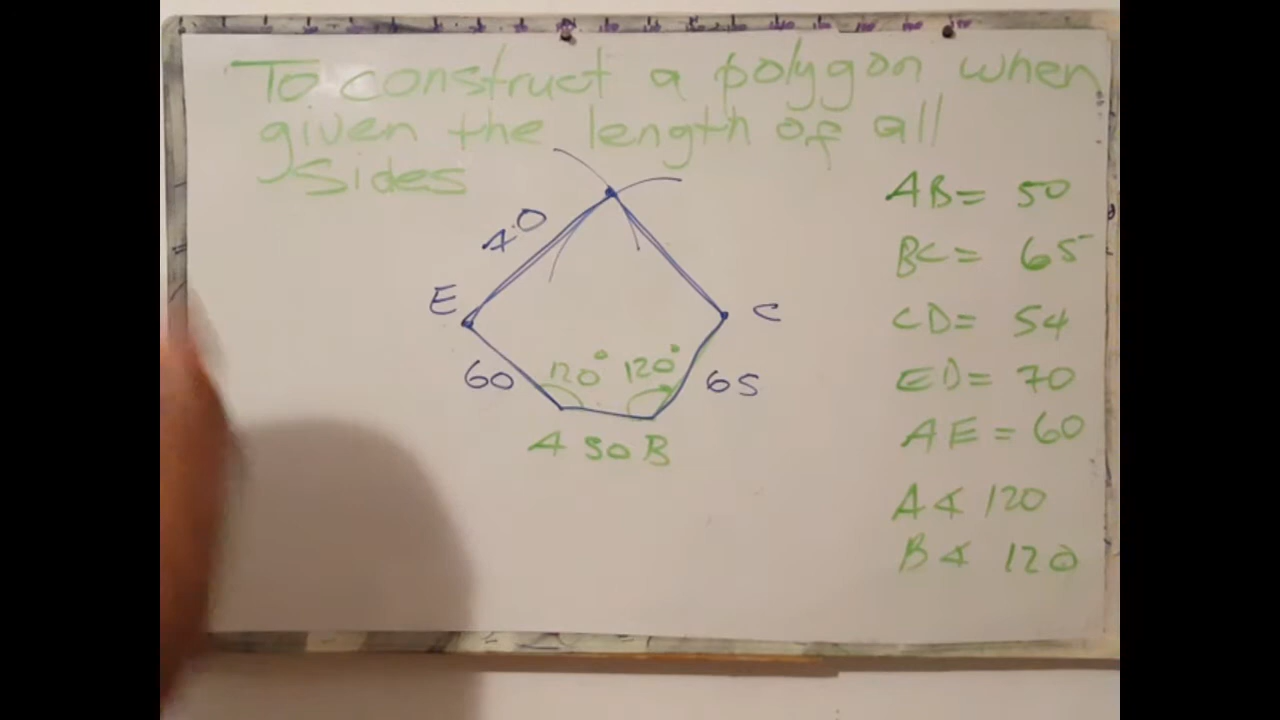 To construct a polygon when
given the length of all
Sides
AB= 50
40
BC= 65
E
C
CD= 54
120° 120°
60
65
ED= 70
AE=60
A 50 B
A∢ 120
B∢ 120